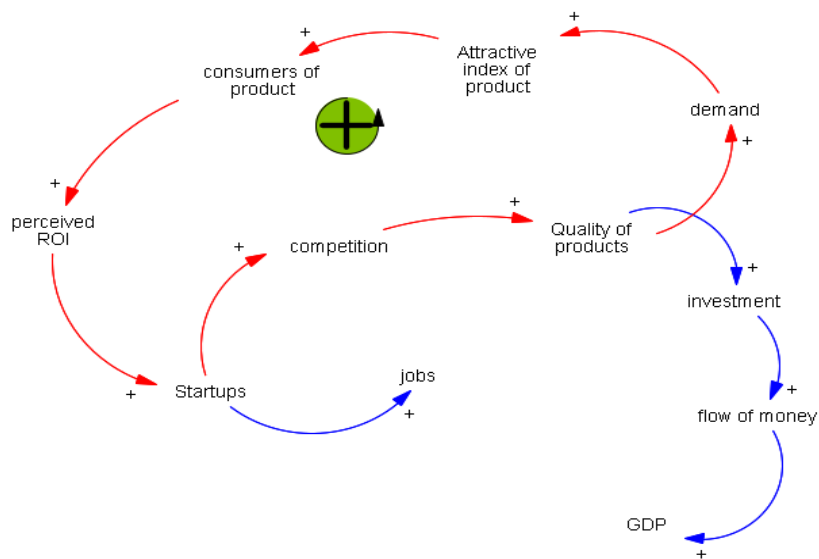 +
+
Attractive
index of
product
consumers of
product
demand
+
+
+
perceived
ROI
+
competition
Quality of
products
+
+
investment
+
Startups
jobs
+
+
flow of money
GDP
+